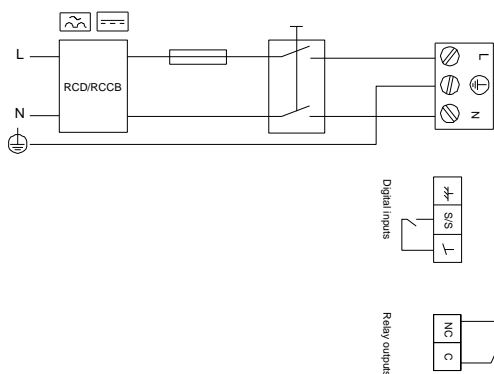 L
RCD/RCCB
N
L
N
Digital inputs
S/S
Relay outputs
NC
C